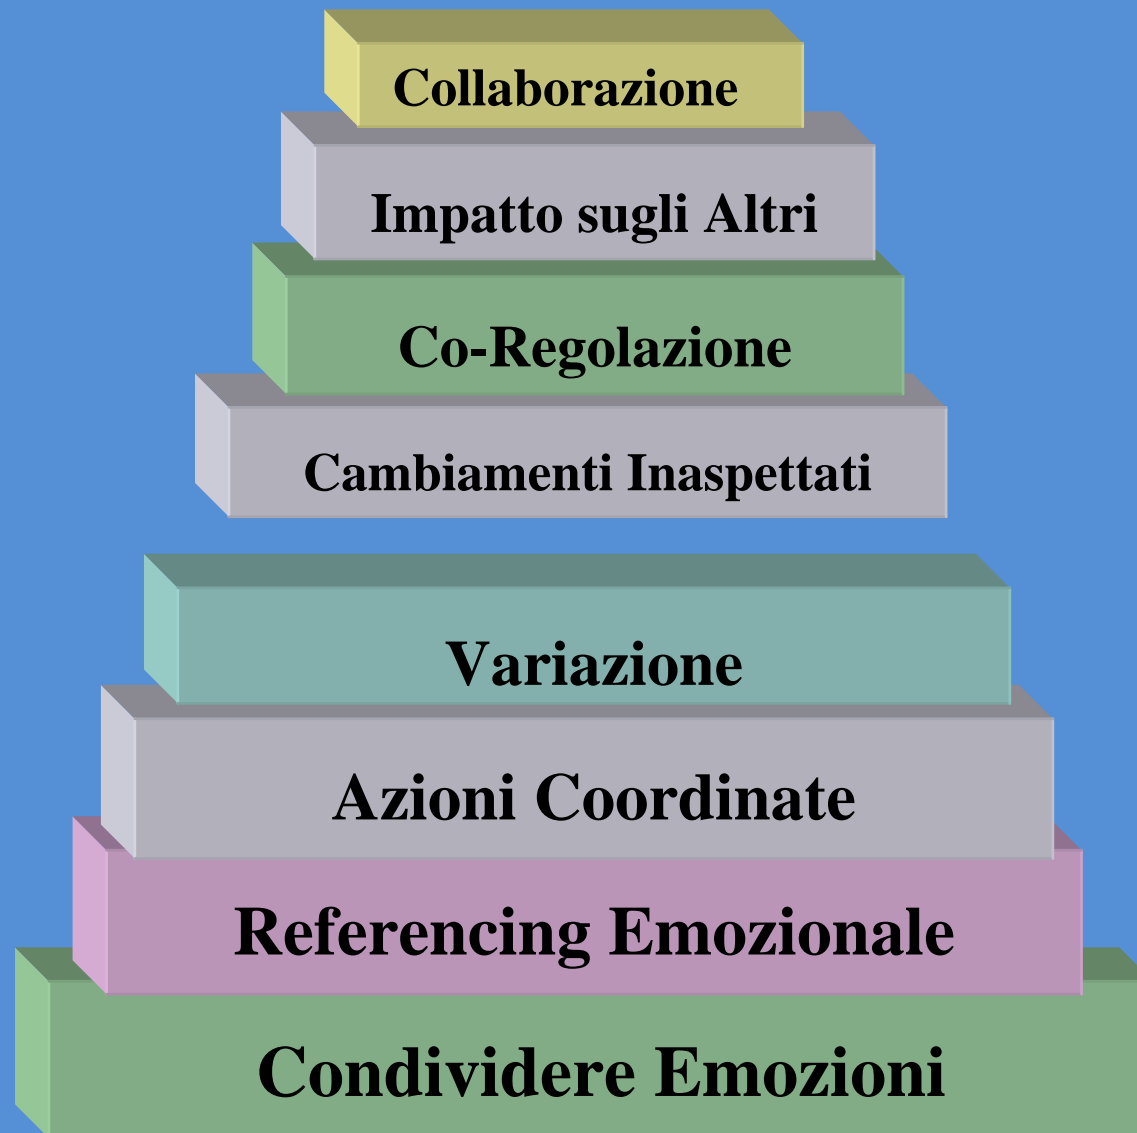 Collaborazione
Impatto sugli Altri
Co-Regolazione
Cambiamenti Inaspettati
Variazione
Azioni Coordinate
Referencing Emozionale
Condividere Emozioni